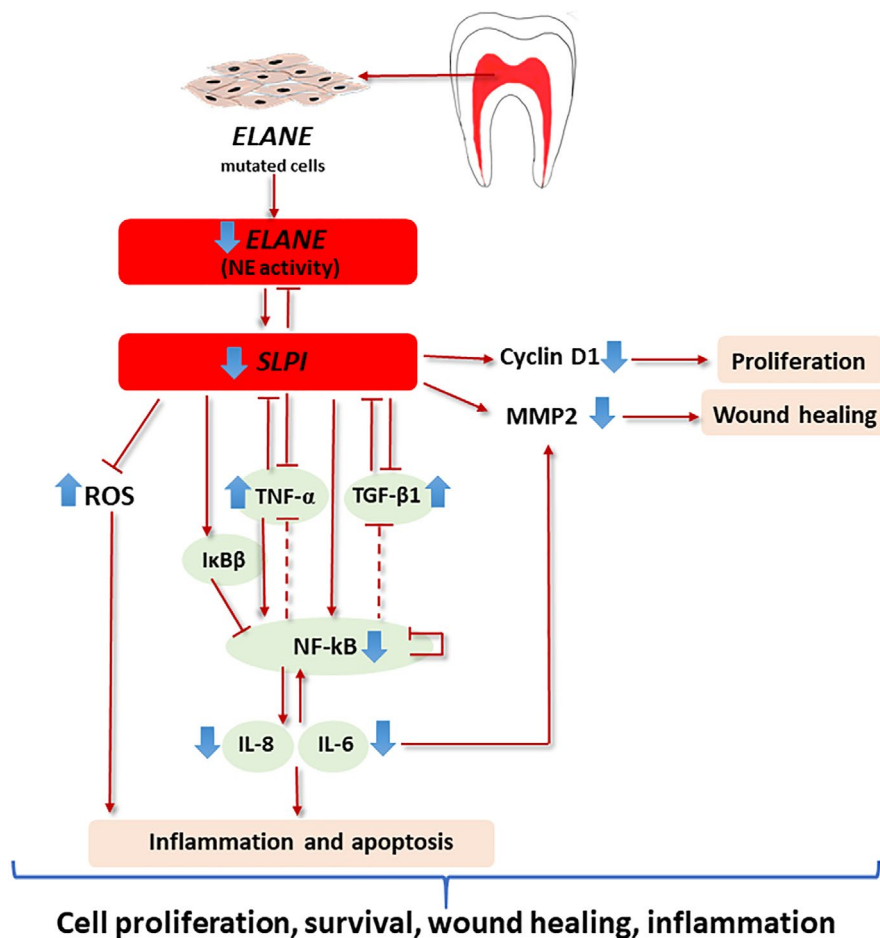 ELANE
mutated cells
ELANE
(NE activity)
SLPI
Cyclin D1
Proliferation
MMP2
Wound healing
ROS
TNF-α
TGF-β1
IκBβ
NF-kB
IL-8
IL-6
Inflammation and apoptosis
Cell proliferation, survival, wound healing, inflammation